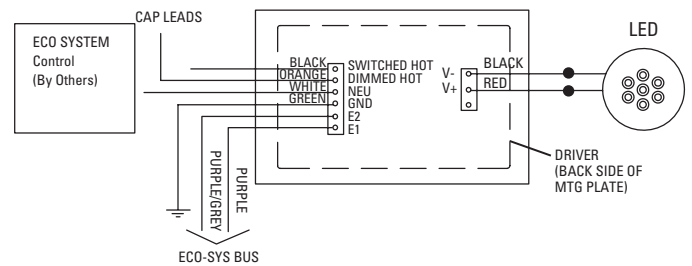 CAP LEADS
ECO SYSTEM
Control
(By Others)
BLACK
ORANGE
WHITE
GREEN
SWITCHED HOT
DIMMED HOT
NEU
GND
E2
E1
V-
V+
BLACK
RED
LED
DRIVER
(BACK SIDE OF
MTG PLATE)
PURPLE/GREY
PURPLE
ECO-SYS BUS